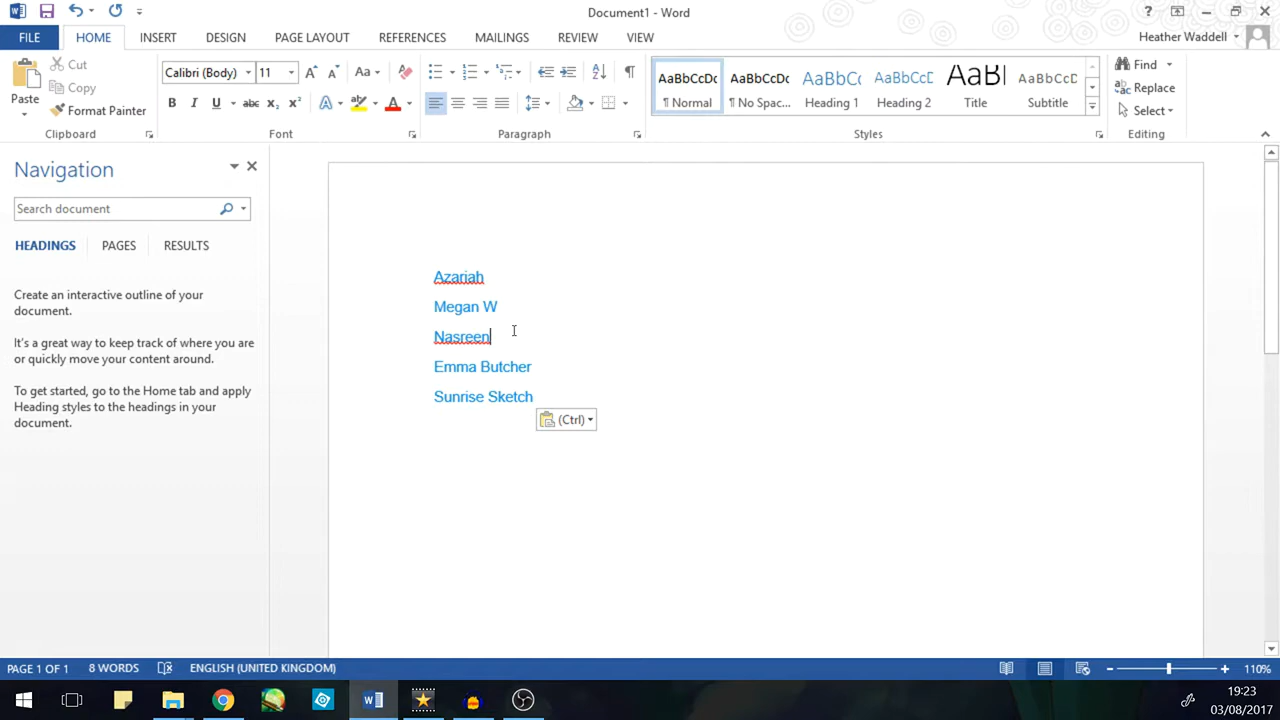 Document1 - Word
FILE HOME INSERT DESIGN PAGE LAYOUT REFERENCES MAILINGS REVIEW VIEW Heather Waddell
Paste Cut Copy Format Painter
Calibri (Body) 11 Aa
B I U abc x₂ x² A ab A
AaBbCcDc AaBbCcDc AaBbCc AaBbCcD AaBl AaBbCcD
¶ Normal ¶ No Spac... Heading 1 Heading 2 Title Subtitle
Find Replace Select
Clipboard Font Paragraph Styles Editing
Navigation
Search document
HEADINGS PAGES RESULTS
Create an interactive outline of your
document.
It's a great way to keep track of where you are
or quickly move your content around.
To get started, go to the Home tab and apply
Heading styles to the headings in your
document.
Azariah
Megan W
Nasreen
Emma Butcher
Sunrise Sketch
(Ctrl)
PAGE 1 OF 1 8 WORDS ENGLISH (UNITED KINGDOM) 110%
19:23
03/08/2017